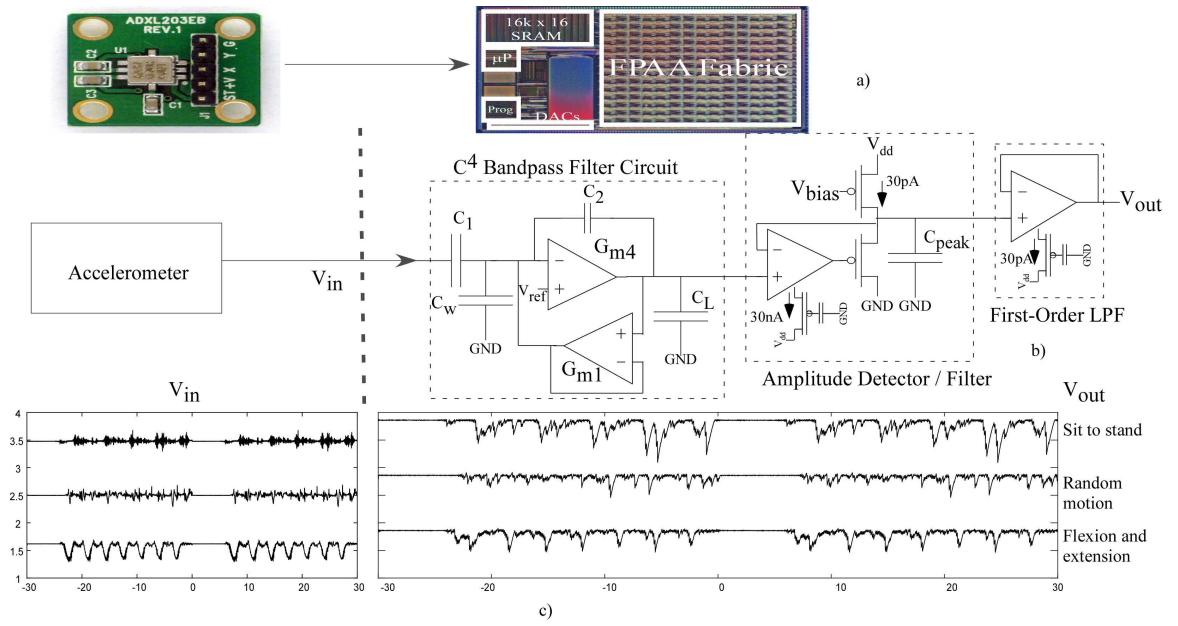 ADXL203EB
REV.1
U1
C2
C3
C1
J1
ST +V X Y G
16k x 16
SRAM
μP
Prog
DACs
FPAA Fabric
a)
C4 Bandpass Filter Circuit
Accelerometer
Vin
C1
C2
Cw
Vref
Gm4
Gm1
CL
GND
GND
Vdd
Vbias
30pA
Cpeak
GND
GND
30nA
Vdd
GND
Amplitude Detector / Filter
Vout
30pA
Vdd
GND
First-Order LPF
b)
Vin
Vout
4
3.5
3
2.5
2
1.5
1
-30 -20 -10 0 10 20 30
-30 -20 -10 0 10 20 30
Sit to stand
Random
motion
Flexion and
extension
c)